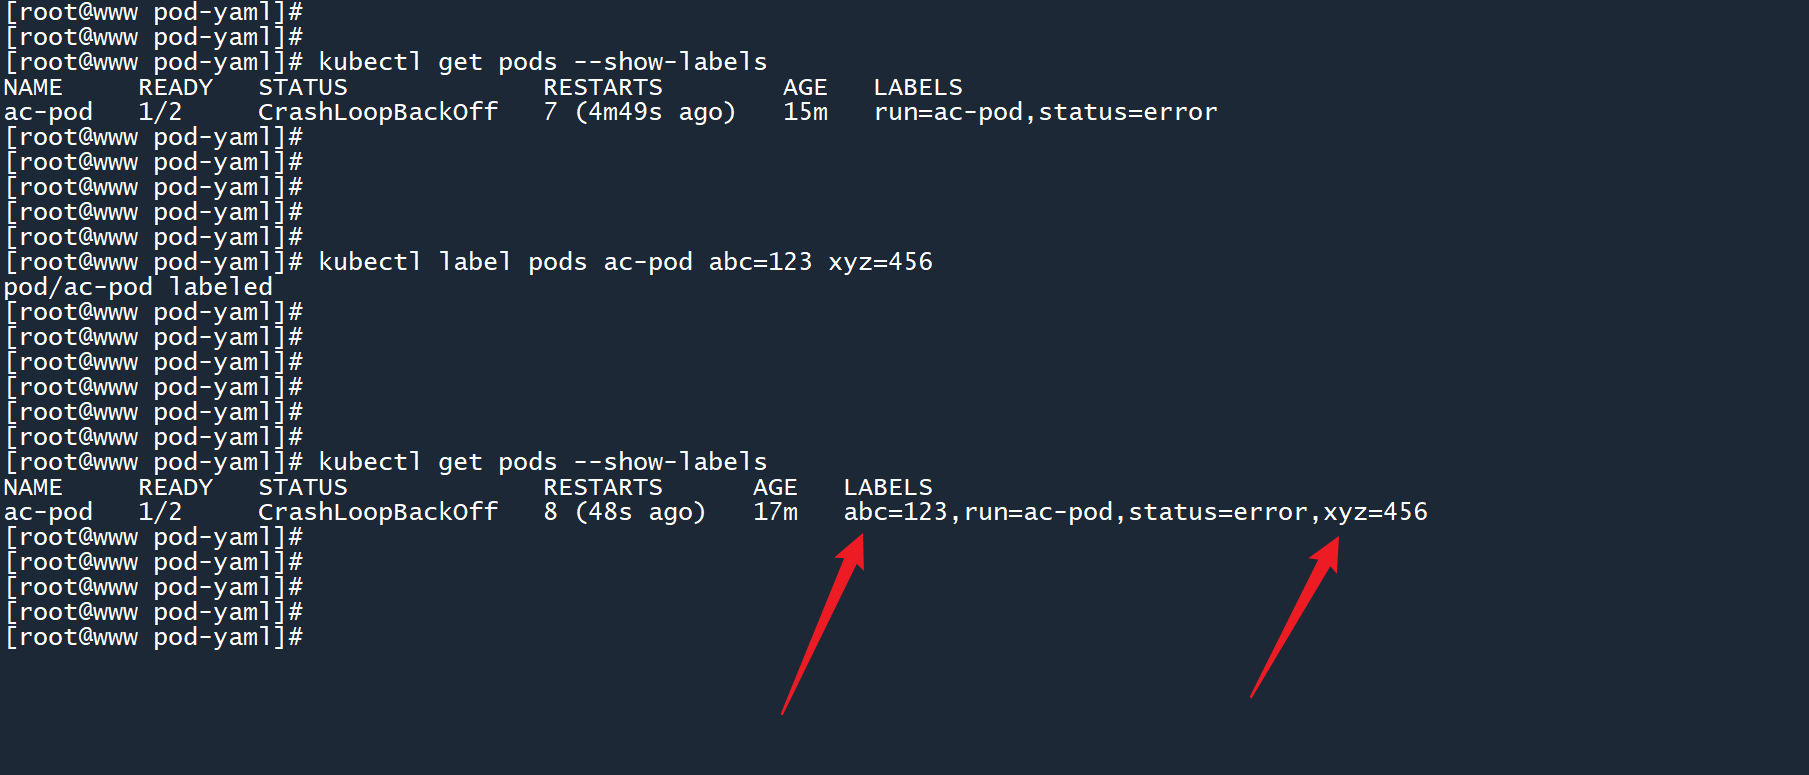 [root@www pod-yaml]#
[root@www pod-yaml]#
[root@www pod-yaml]# kubectl get pods --show-labels
NAME     READY   STATUS             RESTARTS        AGE   LABELS
ac-pod   1/2     CrashLoopBackOff   7 (4m49s ago)   15m   run=ac-pod,status=error
[root@www pod-yaml]#
[root@www pod-yaml]#
[root@www pod-yaml]#
[root@www pod-yaml]#
[root@www pod-yaml]#
[root@www pod-yaml]# kubectl label pods ac-pod abc=123 xyz=456
pod/ac-pod labeled
[root@www pod-yaml]#
[root@www pod-yaml]#
[root@www pod-yaml]#
[root@www pod-yaml]#
[root@www pod-yaml]#
[root@www pod-yaml]#
[root@www pod-yaml]# kubectl get pods --show-labels
NAME     READY   STATUS             RESTARTS      AGE   LABELS
ac-pod   1/2     CrashLoopBackOff   8 (48s ago)   17m   abc=123,run=ac-pod,status=error,xyz=456
[root@www pod-yaml]#
[root@www pod-yaml]#
[root@www pod-yaml]#
[root@www pod-yaml]#
[root@www pod-yaml]#